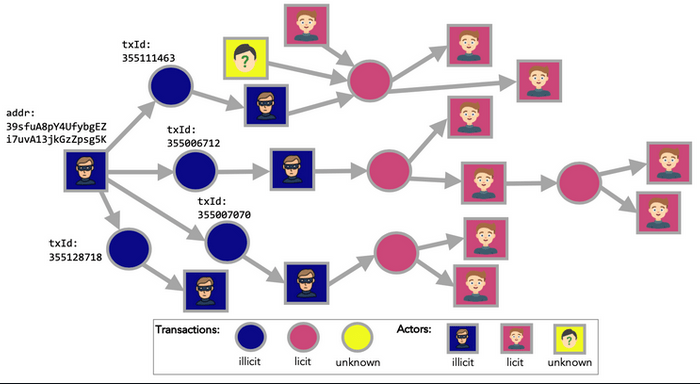 txId:
355111463
addr:
39sfuA8pY4UfybgEZ
i7uvA13jkGzZpsg5K
txId:
355006712
txId:
355007070
txId:
355128718
Transactions:
illicit
licit
unknown
Actors:
illicit
licit
unknown